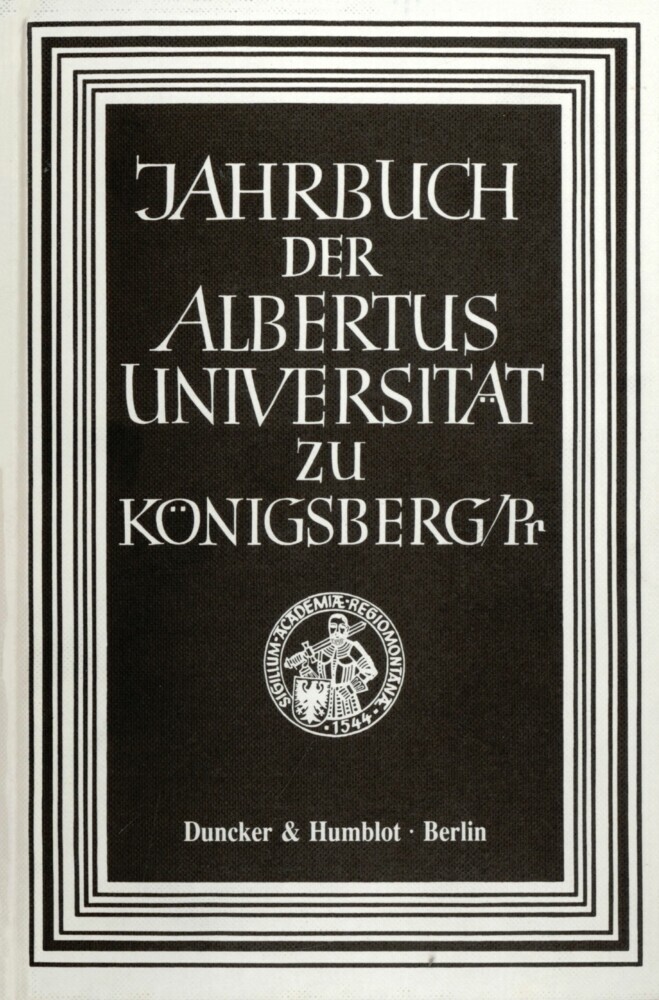 JAHRBUCH
DER
ALBERTUS
UNIVERSITÄT
ZU
KÖNIGSBERG/Pr
SIGILLUM·ACADEMIÆ·REGIOMONTANÆ
·1544·
Duncker & Humblot · Berlin